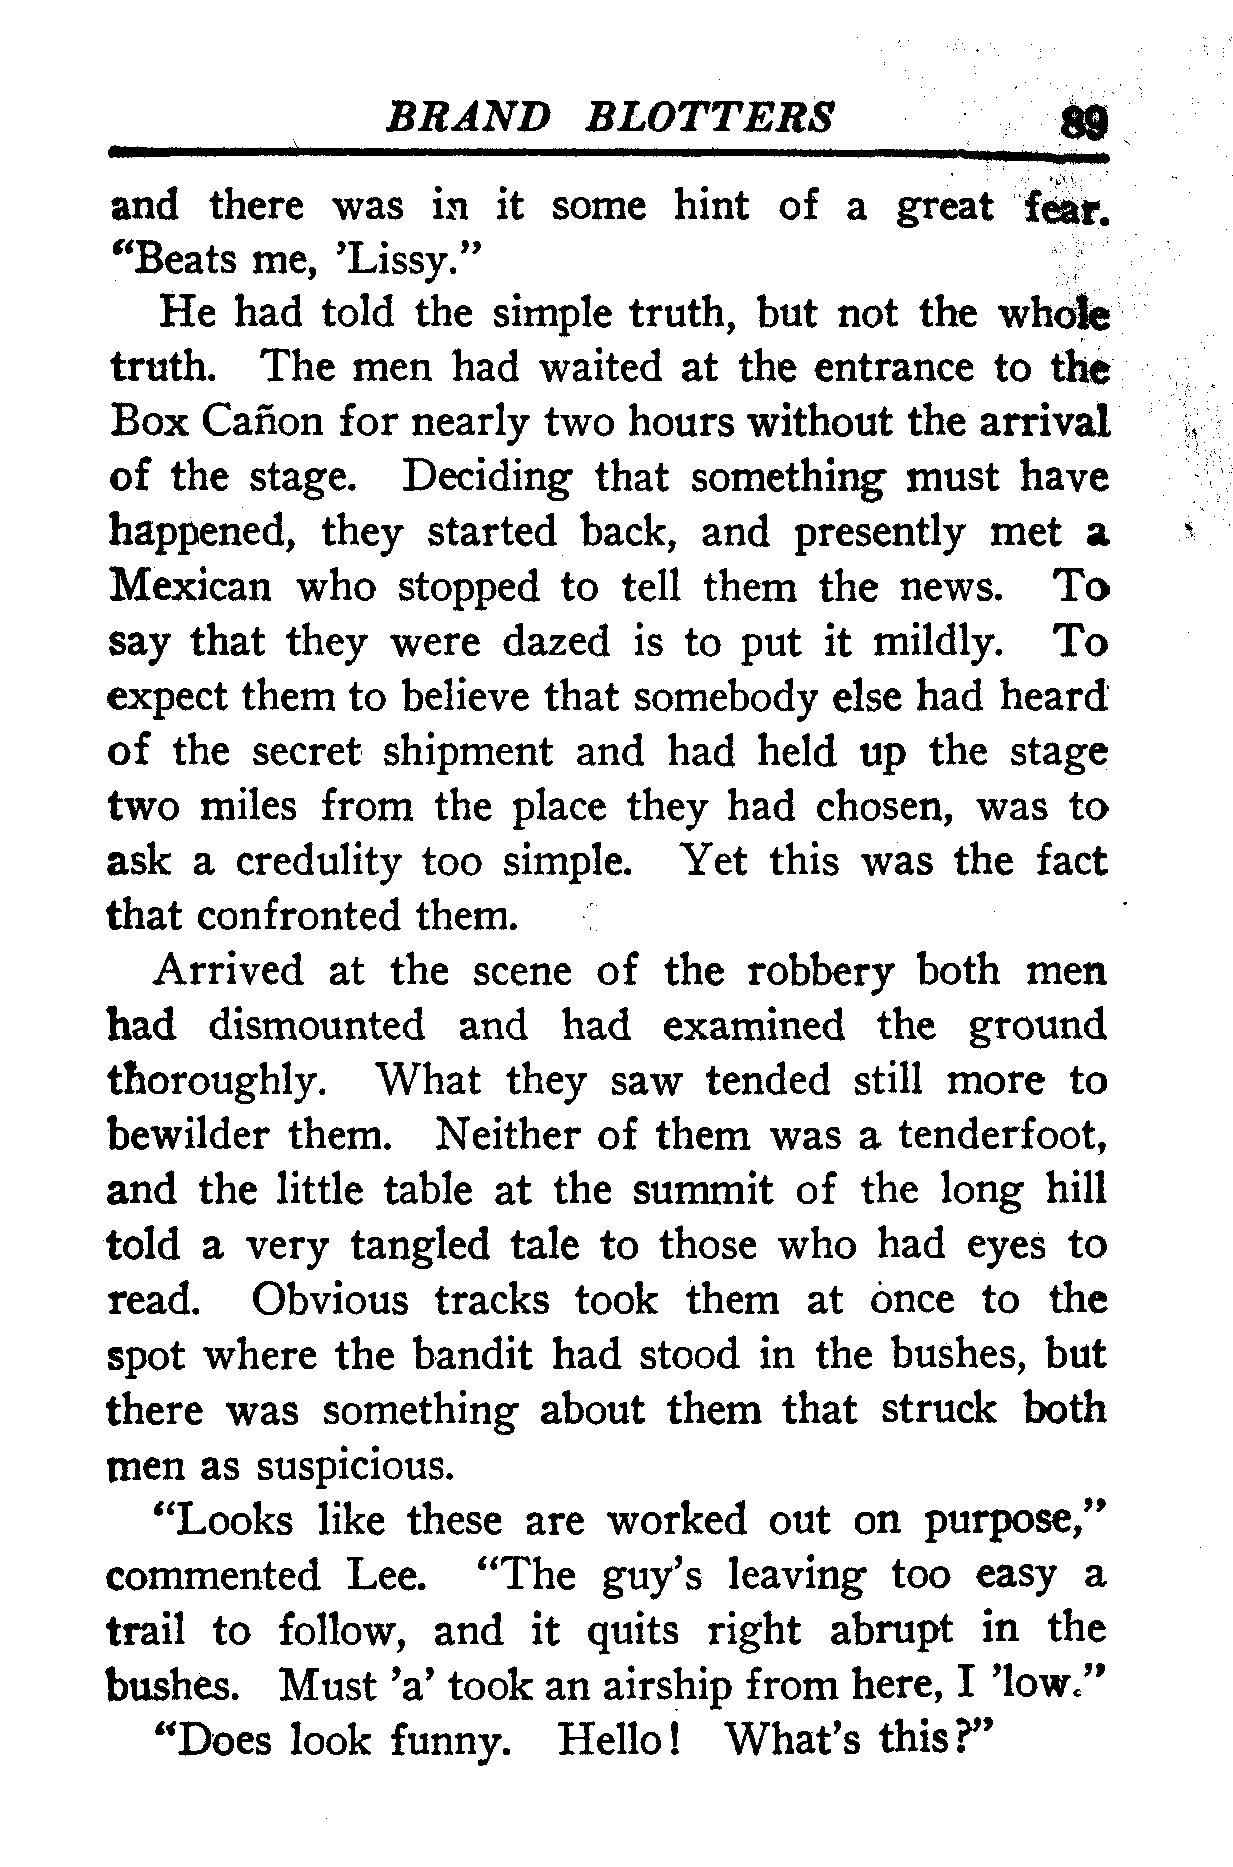 BRAND BLOTTERS 89
and there was in it some hint of a great fear.
“Beats me, ’Lissy.”
He had told the simple truth, but not the whole
truth. The men had waited at the entrance to the
Box Cañon for nearly two hours without the arrival
of the stage. Deciding that something must have
happened, they started back, and presently met a
Mexican who stopped to tell them the news. To
say that they were dazed is to put it mildly. To
expect them to believe that somebody else had heard
of the secret shipment and had held up the stage
two miles from the place they had chosen, was to
ask a credulity too simple. Yet this was the fact
that confronted them.
Arrived at the scene of the robbery both men
had dismounted and had examined the ground
thoroughly. What they saw tended still more to
bewilder them. Neither of them was a tenderfoot,
and the little table at the summit of the long hill
told a very tangled tale to those who had eyes to
read. Obvious tracks took them at once to the
spot where the bandit had stood in the bushes, but
there was something about them that struck both
men as suspicious.
“Looks like these are worked out on purpose,”
commented Lee. “The guy’s leaving too easy a
trail to follow, and it quits right abrupt in the
bushes. Must ’a’ took an airship from here, I ’low.”
“Does look funny. Hello! What’s this?”